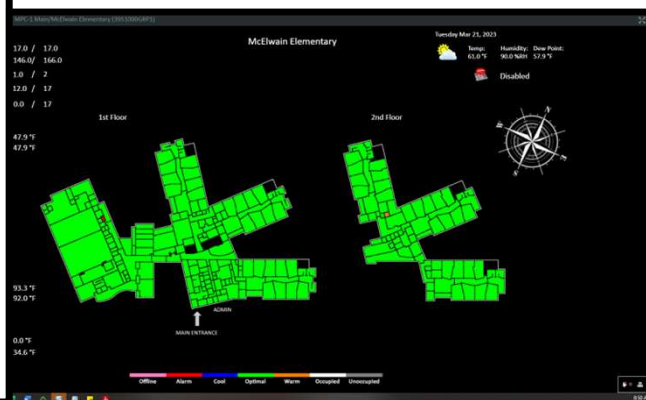 MPC-1 Main/McElwain Elementary (3951000GRP1)
McElwain Elementary
Tuesday Mar 21, 2023
Temp: Humidity: Dew Point:
61.0 °F 90.0 %RH 57.9 °F
Disabled
17.0 / 17.0
146.0/ 166.0
1.0 / 2
12.0 / 17
0.0 / 17
1st Floor
2nd Floor
N
W
E
S
47.9 °F
47.9 °F
93.3 °F
92.0 °F
ADMIN
MAIN ENTRANCE
0.0 °F
34.6 °F
Offline Alarm Cool Optimal Warm Occupied Unoccupied